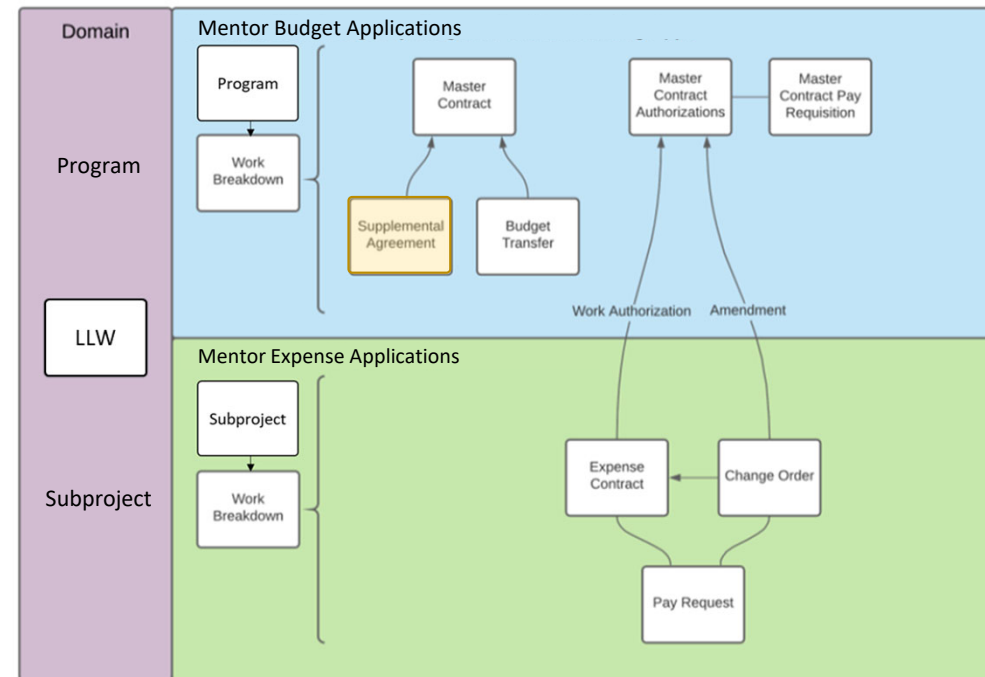 Domain
Program
LLW
Subproject
Mentor Budget Applications
Program
Work
Breakdown
Master
Contract
Supplemental
Agreement
Budget
Transfer
Master
Contract
Authorizations
Master
Contract Pay
Requisition
Work Authorization
Amendment
Mentor Expense Applications
Subproject
Work
Breakdown
Expense
Contract
Change Order
Pay Request